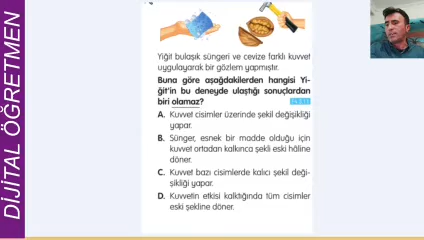 DİJİTAL ÖĞRETMEN
Yiğit bulaşık süngeri ve cevize farklı kuvvet
uygulayarak bir gözlem yapmıştır.
Buna göre aşağdakilerden hangisi Yi-
ğit’in bu deneyde ulaştığı sonuçlardan
biri olamaz?
A. Kuvvet cisimler üzerinde şekil değişikliği
yapar.
B. Sünger, esnek bir madde olduğu için
kuvvet ortadan kalkınca şekli eski hâline
döner.
C. Kuvvet bazı cisimlerde kalıcı şekil deği-
şikliği yapar.
D. Kuvvetin etkisi kalktığında tüm cisimler
eski şekline döner.